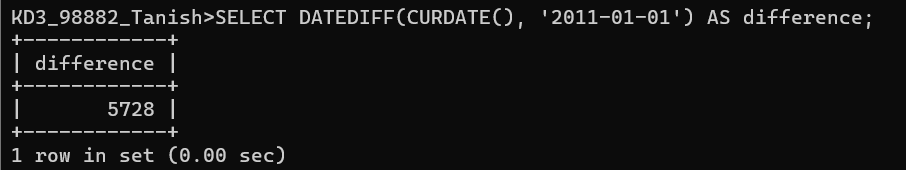 KD3_98882_Tanish>SELECT DATEDIFF(CURDATE(), '2011-01-01') AS difference;
+------------+
| difference |
+------------+
|       5728 |
+------------+
1 row in set (0.00 sec)